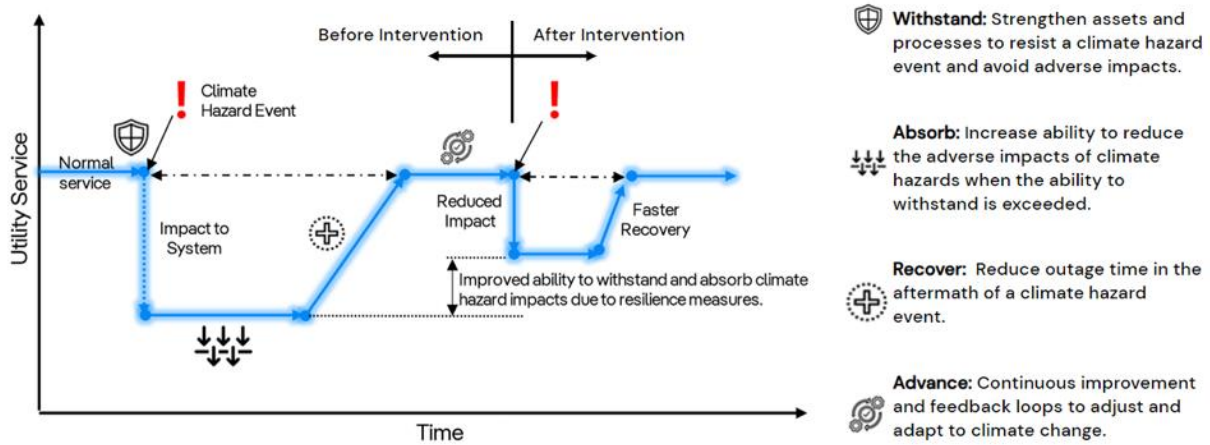 Before Intervention
After Intervention
Climate
Hazard Event
Normal
service
Impact to
System
Reduced
Impact
Faster
Recovery
Improved ability to withstand and absorb climate
hazard impacts due to resilience measures.
Utility Service
Time
Withstand: Strengthen assets and
processes to resist a climate hazard
event and avoid adverse impacts.
Absorb: Increase ability to reduce
the adverse impacts of climate
hazards when the ability to
withstand is exceeded.
Recover: Reduce outage time in the
aftermath of a climate hazard
event.
Advance: Continuous improvement
and feedback loops to adjust and
adapt to climate change.